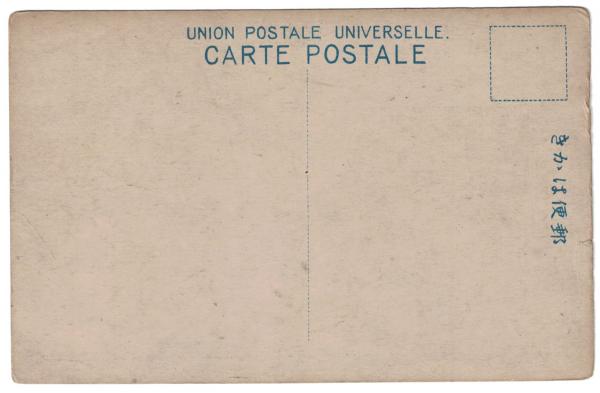 UNION POSTALE UNIVERSELLE.
CARTE POSTALE
郵便はかき